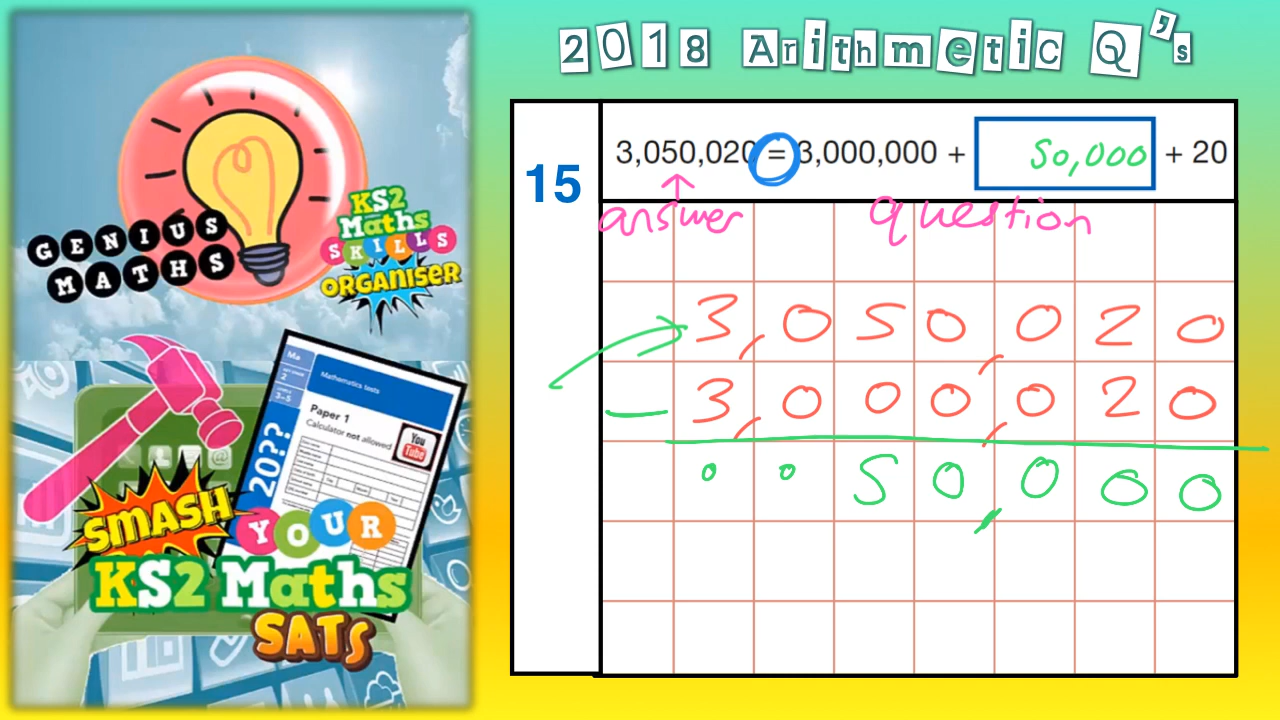 2018 Arithmetic Q's
GENIUS
MATHS
KS2
Maths
SKILLS
ORGANISER
Ma
Mathematics tests
Paper 1
Calculator not allowed
You
Tube
20??
SMASH
YOUR
KS2 Maths
SATs
15
3,050,020 = 3,000,000 + 50,000 + 20
answer question
3,050,020
- 3,000,020
0 0 50,000